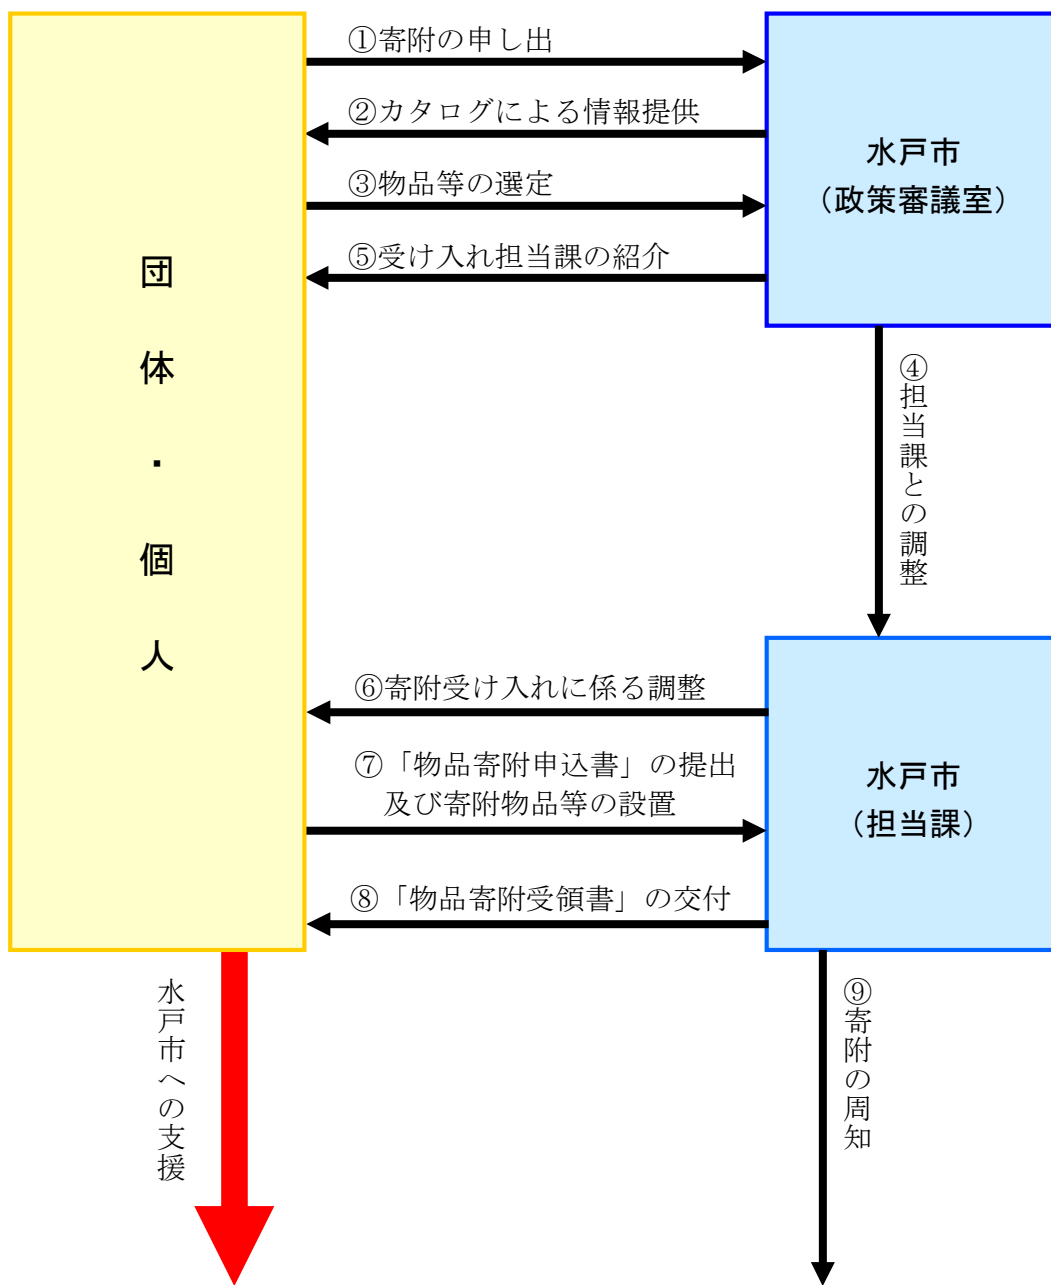 ①寄附の申し出
②カタログによる情報提供
③物品等の選定
⑤受け入れ担当課の紹介
水戸市
（政策審議室）
団体・個人
④担当課との調整
⑥寄附受け入れに係る調整
⑦「物品寄附申込書」の提出
及び寄附物品等の設置
⑧「物品寄附受領書」の交付
水戸市
（担当課）
水戸市への支援
⑨寄附の周知